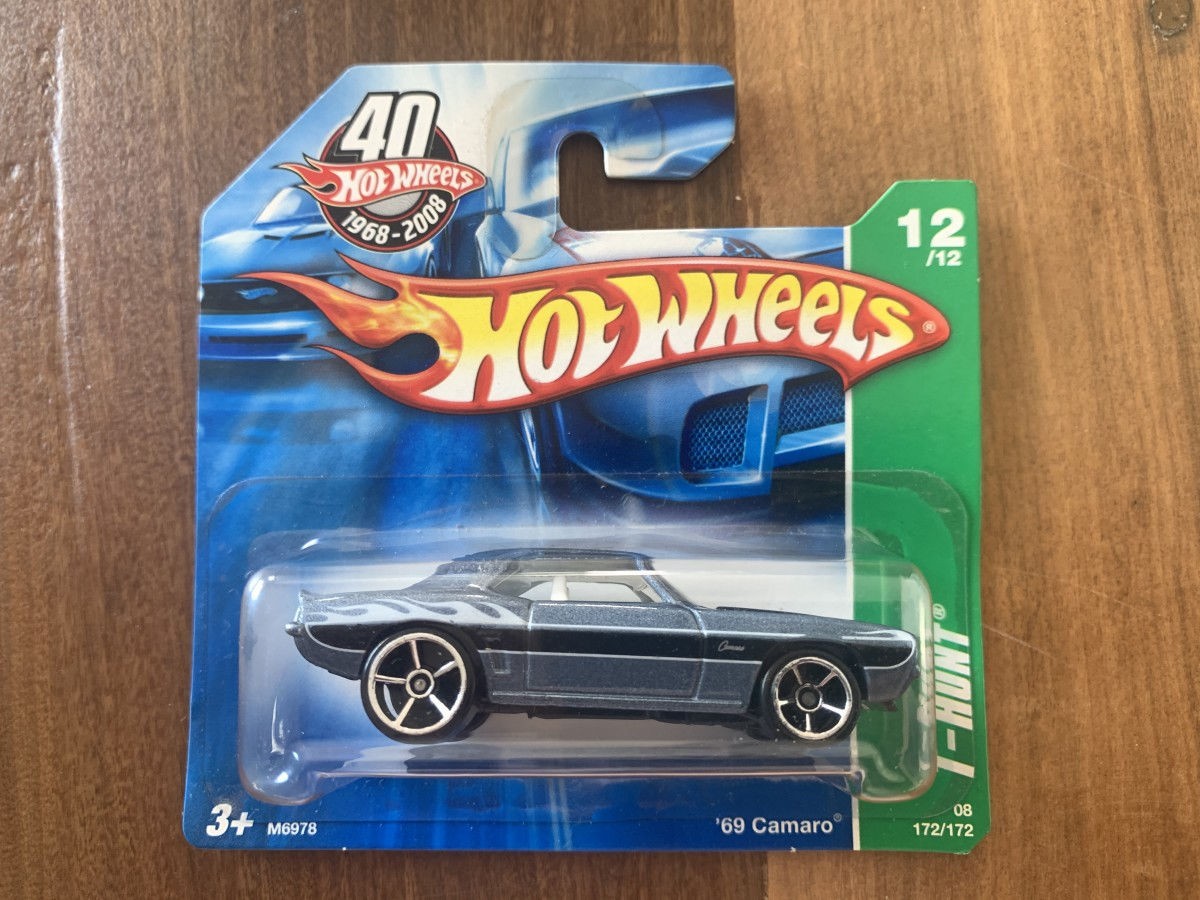 40
Hot Wheels
1968-2008
12
/12
Hot Wheels®
Camaro
T-HUNT®
3+
M6978
'69 Camaro®
08
172/172